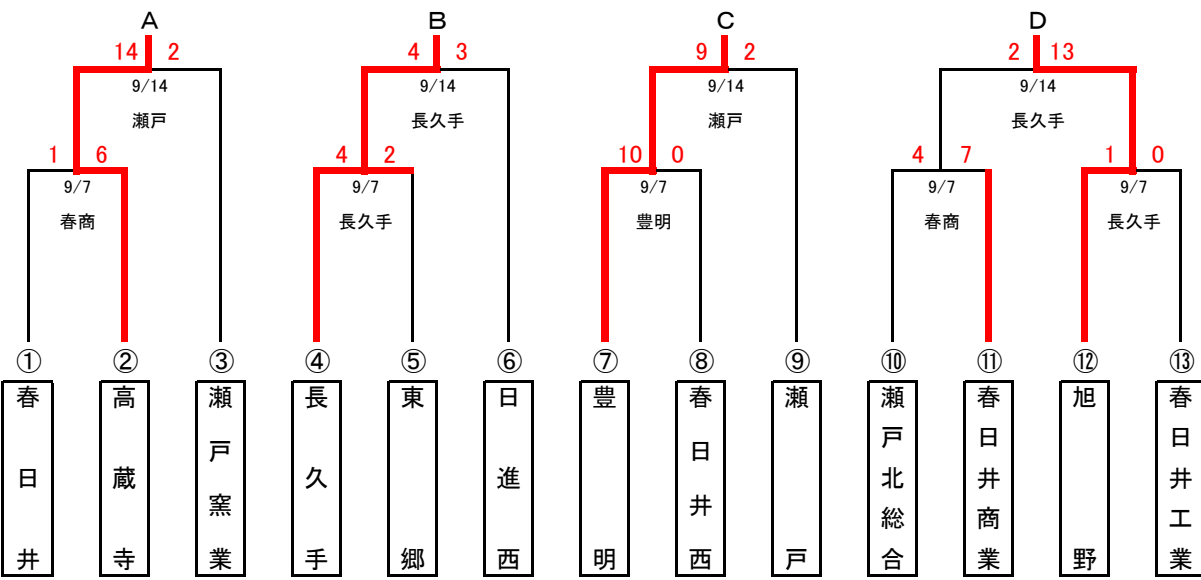 A B C D
14 2 4 3 9 2 2 13
9/14 9/14 9/14 9/14
瀬戸 長久手 瀬戸 長久手
1 6 4 2 10 0 4 7 1 0
9/7 9/7 9/7 9/7 9/7
春商 長久手 豊明 春商 長久手
① ② ③ ④ ⑤ ⑥ ⑦ ⑧ ⑨ ⑩ ⑪ ⑫ ⑬
春日井
高蔵寺
瀬戸窯業
長久手
東郷
日進西
豊明
春日井西
瀬戸
瀬戸北総合
春日井商業
旭野
春日井工業